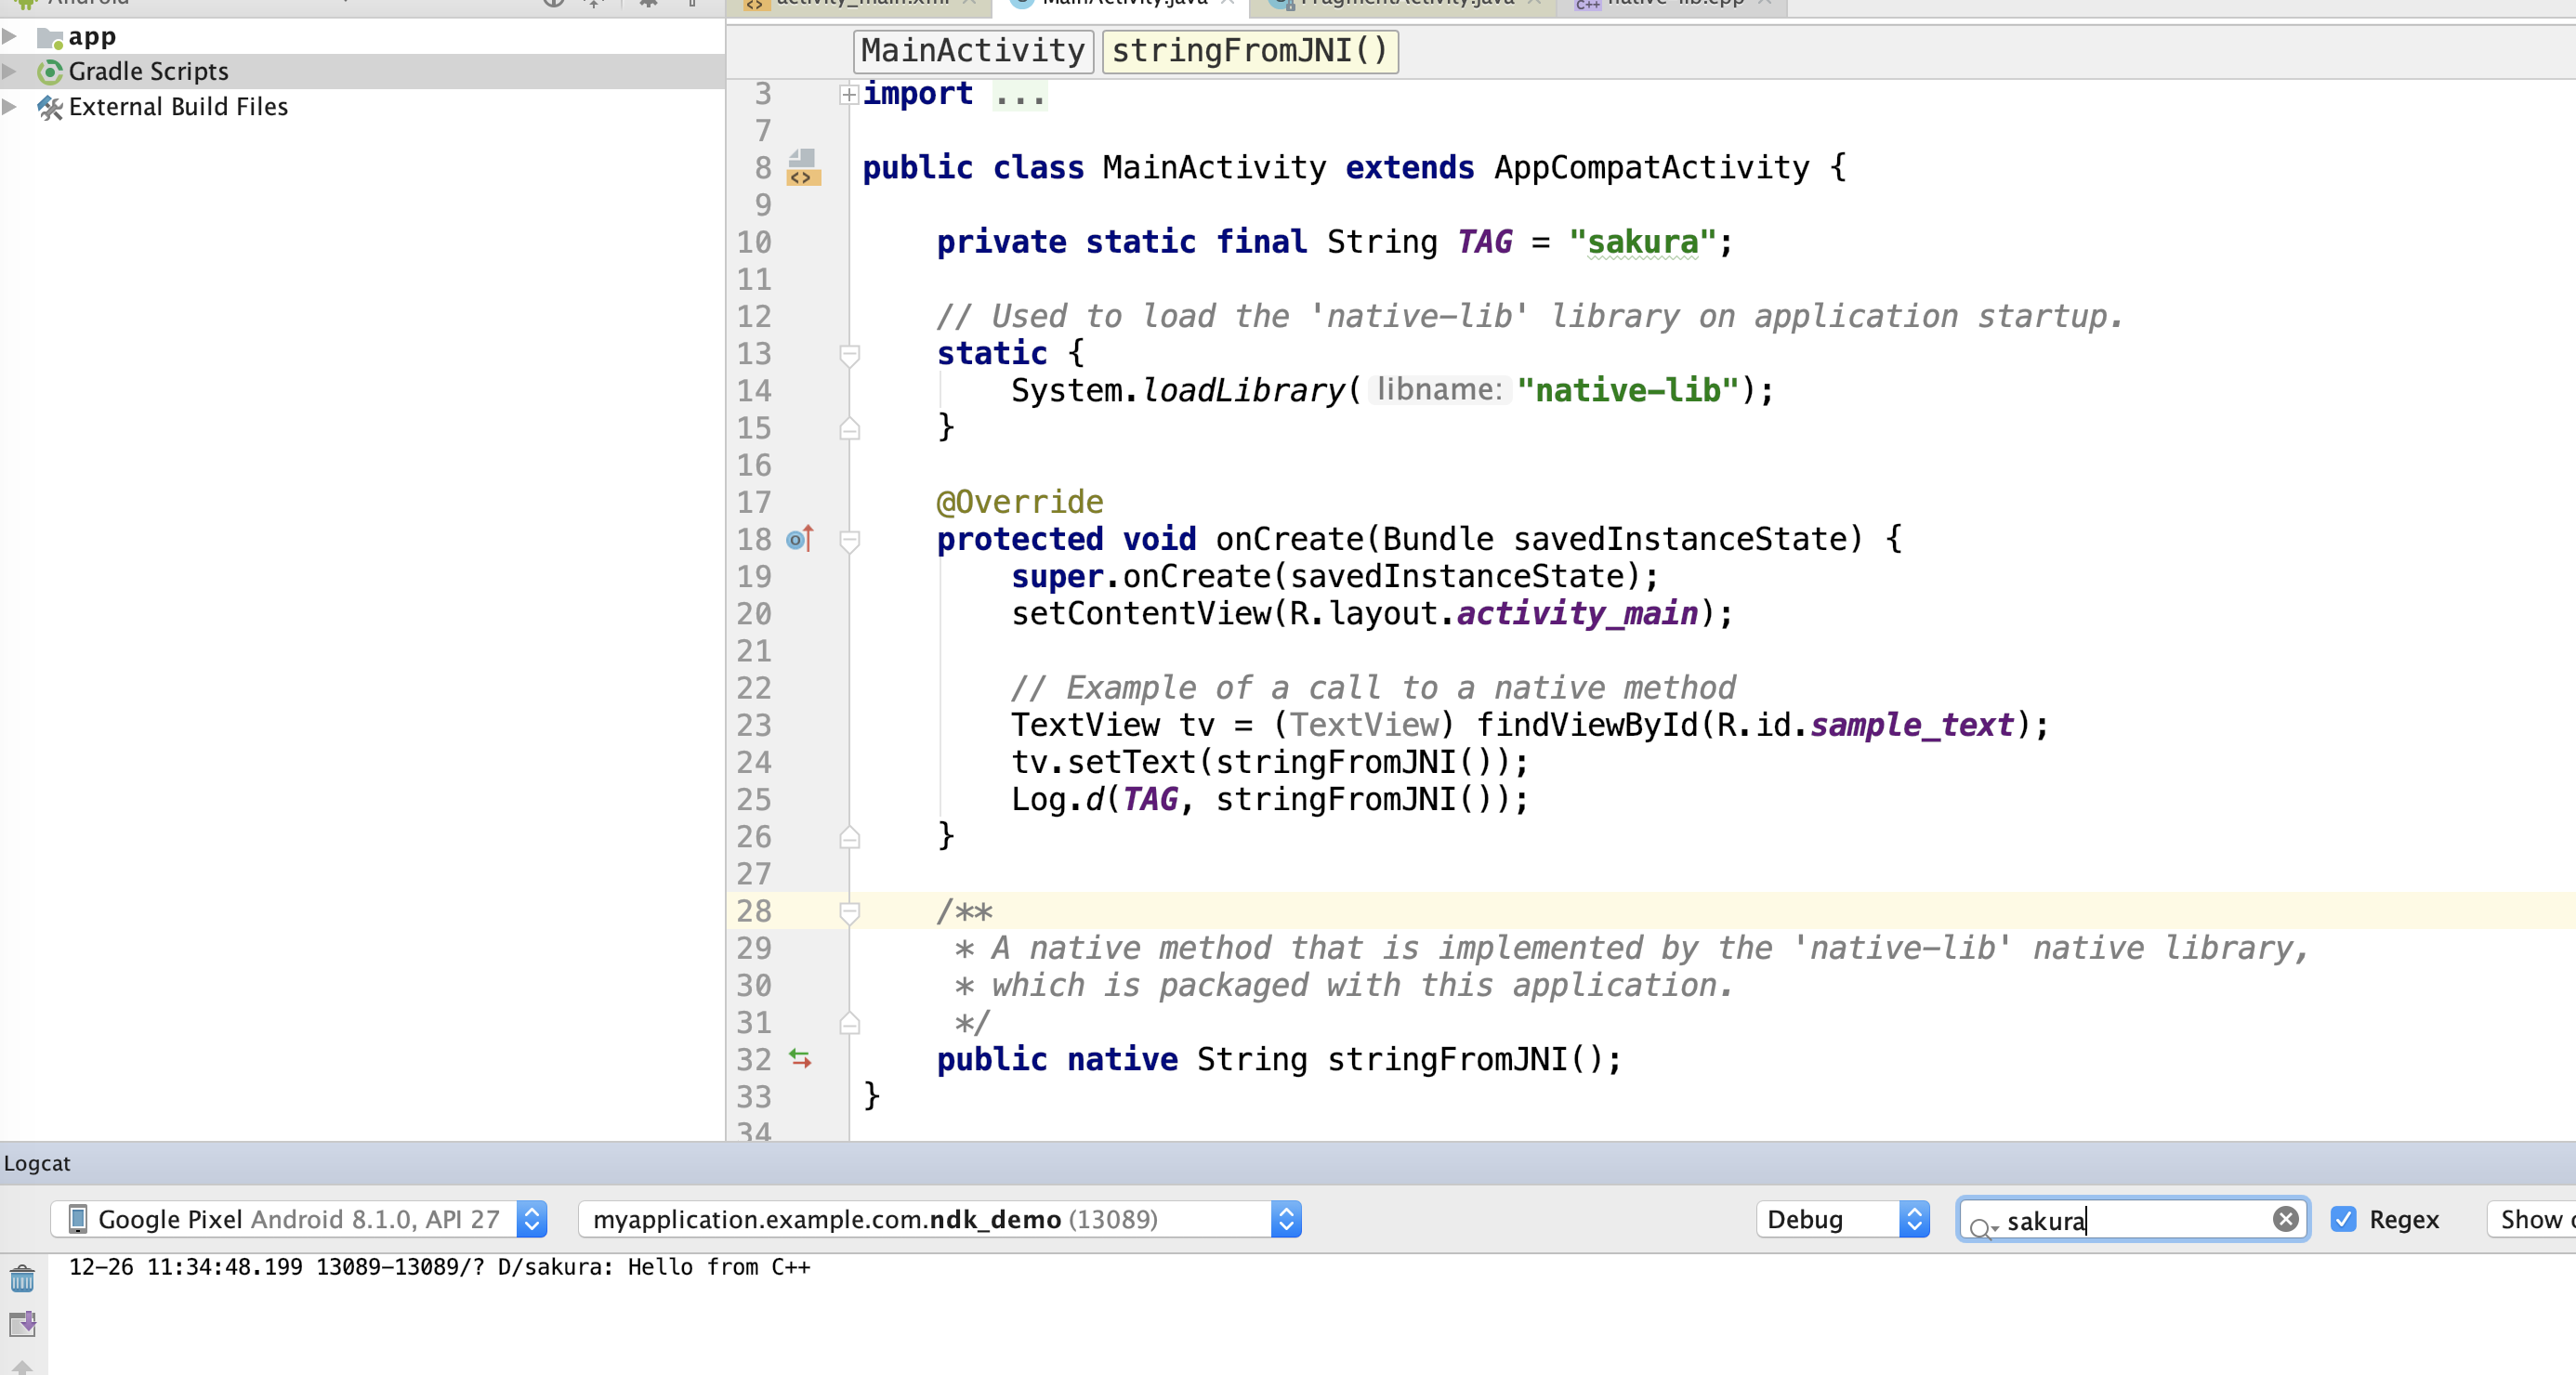 Android
activity_main.xml
MainActivity.java
FragmentActivity.java
native-lib.cpp
app
Gradle Scripts
External Build Files
MainActivity stringFromJNI()
3 import ...
7
8 public class MainActivity extends AppCompatActivity {
9
10 private static final String TAG = "sakura";
11
12 // Used to load the 'native-lib' library on application startup.
13 static {
14 System.loadLibrary( libname: "native-lib");
15 }
16
17 @Override
18 protected void onCreate(Bundle savedInstanceState) {
19 super.onCreate(savedInstanceState);
20 setContentView(R.layout.activity_main);
21
22 // Example of a call to a native method
23 TextView tv = (TextView) findViewById(R.id.sample_text);
24 tv.setText(stringFromJNI());
25 Log.d(TAG, stringFromJNI());
26 }
27
28 /**
29 * A native method that is implemented by the 'native-lib' native library,
30 * which is packaged with this application.
31 */
32 public native String stringFromJNI();
33 }
34
Logcat
Google Pixel Android 8.1.0, API 27 myapplication.example.com.ndk_demo (13089) Debug sakura Regex Show
12-26 11:34:48.199 13089-13089/? D/sakura: Hello from C++